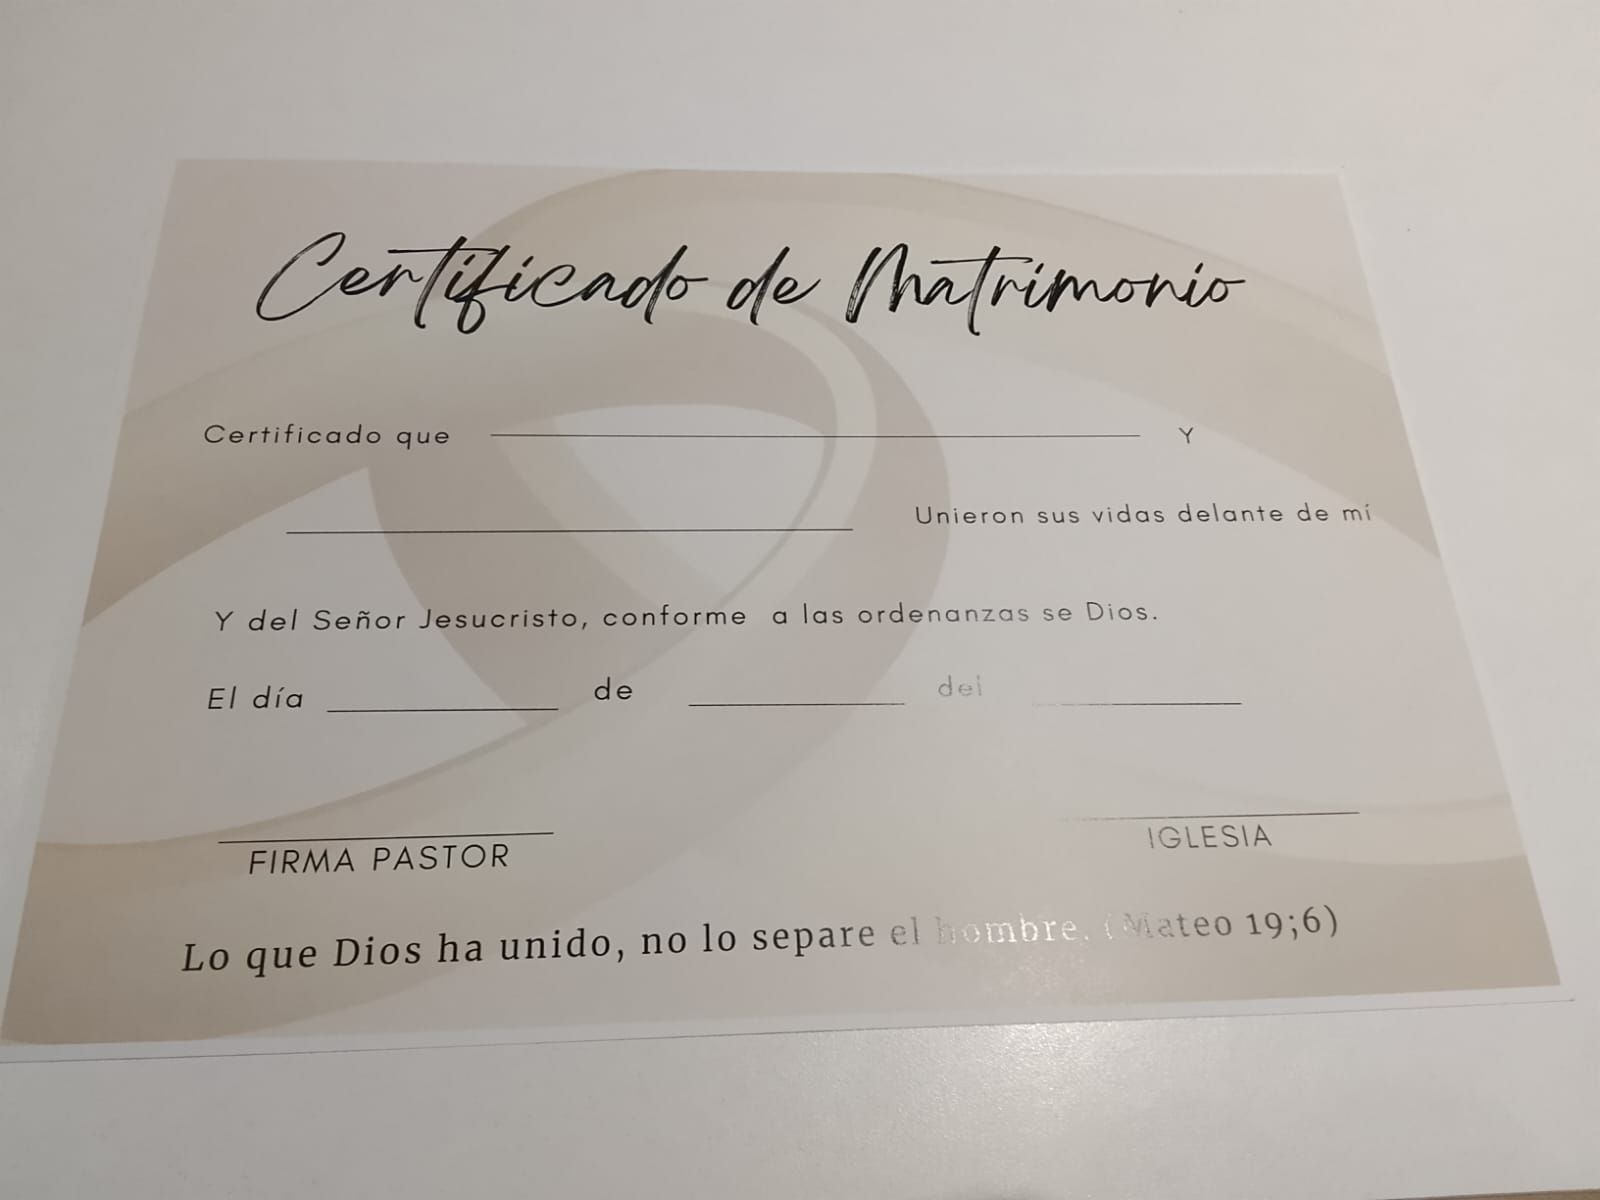 Certificado de Matrimonio
Certificado que Y
Unieron sus vidas delante de mí
Y del Señor Jesucristo, conforme a las ordenanzas se Dios.
El día de del
FIRMA PASTOR IGLESIA
Lo que Dios ha unido, no lo separe el hombre. (Mateo 19;6)